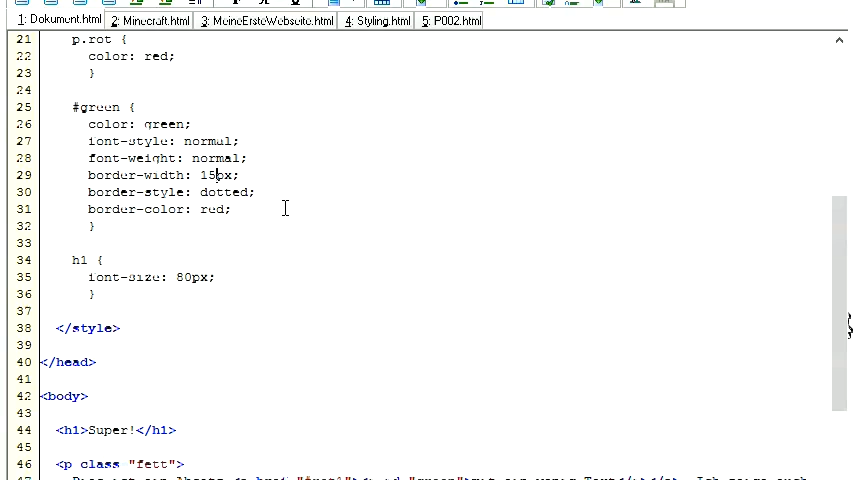 1: Dokument.html 2: Minecraft.html 3: MeineErsteWebseite.html 4: Styling.html 5: P002.html
21 p.rot {
22 color: red;
23 }
24
25 #green {
26 color: green;
27 font-style: normal;
28 font-weight: normal;
29 border-width: 15px;
30 border-style: dotted;
31 border-color: red;
32 }
33
34 h1 {
35 font-size: 80px;
36 }
37
38 </style>
39
40 </head>
41
42 <body>
43
44 <h1>Super!</h1>
45
46 <p class "fett">